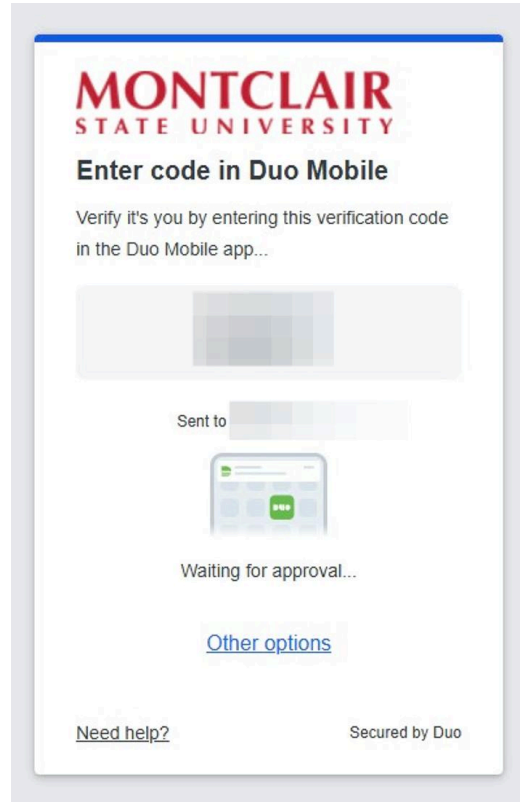 MONTCLAIR
STATE UNIVERSITY
Enter code in Duo Mobile
Verify it's you by entering this verification code
in the Duo Mobile app...
Sent to
DUO
Waiting for approval...
Other options
Need help?
Secured by Duo